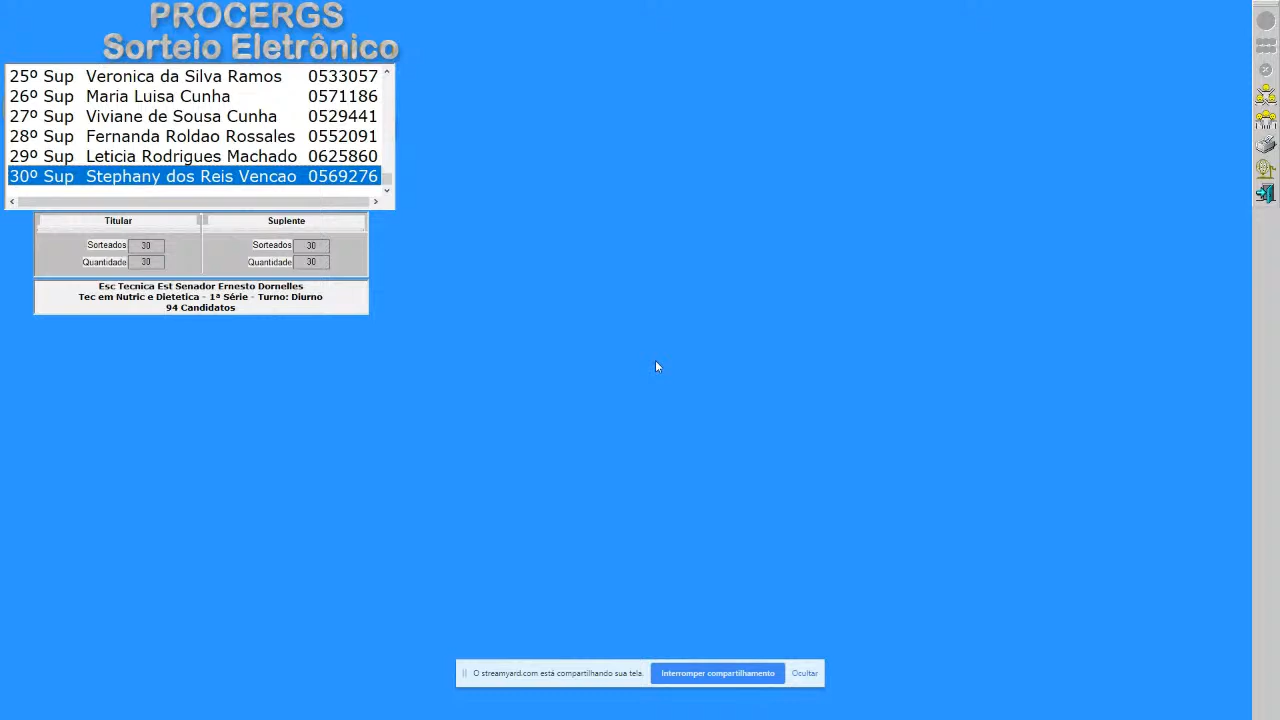 PROCERGS
Sorteio Eletrônico
25º Sup Veronica da Silva Ramos 0533057
26º Sup Maria Luisa Cunha 0571186
27º Sup Viviane de Sousa Cunha 0529441
28º Sup Fernanda Roldao Rossales 0552091
29º Sup Leticia Rodrigues Machado 0625860
30º Sup Stephany dos Reis Vencao 0569276
Titular Suplente
Sorteados 30 Sorteados 30
Quantidade 30 Quantidade 30
Esc Tecnica Est Senador Ernesto Dornelles
Tec em Nutric e Dietetica - 1ª Série - Turno: Diurno
94 Candidatos
O streamyard.com está compartilhando sua tela. Interromper compartilhamento Ocultar